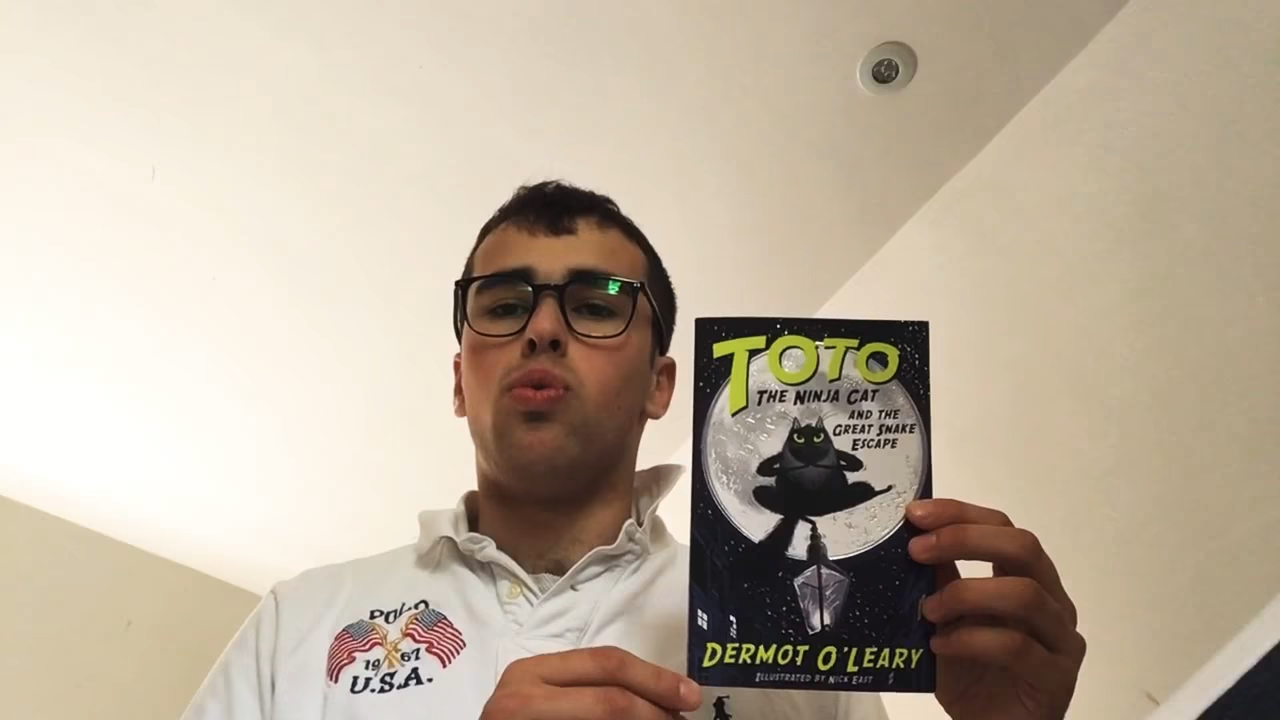 POLO
1967
U.S.A.
TOTO
THE NINJA CAT
AND THE
GREAT SNAKE
ESCAPE
DERMOT O'LEARY
ILLUSTRATED BY NICK EAST